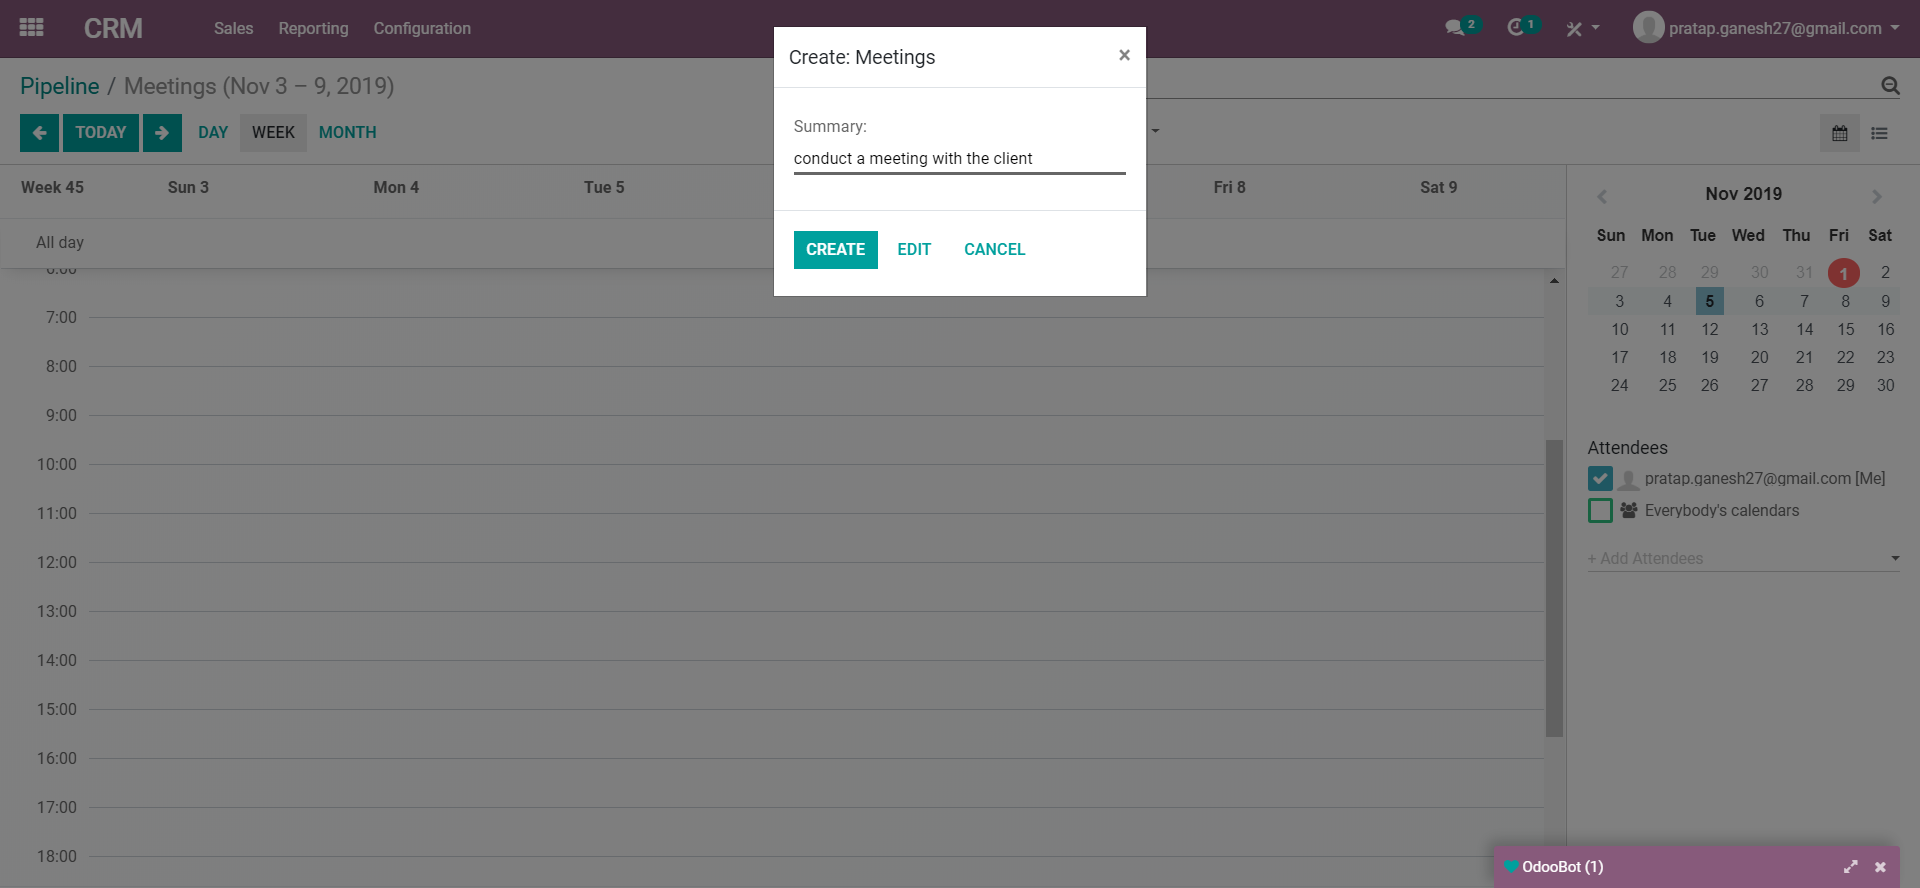 CRM Sales Reporting Configuration 2 1 pratap.ganesh27@gmail.com
Create: Meetings ×
Pipeline / Meetings (Nov 3 – 9, 2019)
TODAY DAY WEEK MONTH
Summary:
conduct a meeting with the client
CREATE EDIT CANCEL
Week 45 Sun 3 Mon 4 Tue 5 Fri 8 Sat 9
All day
6:00
7:00
8:00
9:00
10:00
11:00
12:00
13:00
14:00
15:00
16:00
17:00
18:00
Nov 2019
Sun Mon Tue Wed Thu Fri Sat
27 28 29 30 31 1 2
3 4 5 6 7 8 9
10 11 12 13 14 15 16
17 18 19 20 21 22 23
24 25 26 27 28 29 30
Attendees
pratap.ganesh27@gmail.com [Me]
Everybody's calendars
+ Add Attendees
OdooBot (1)